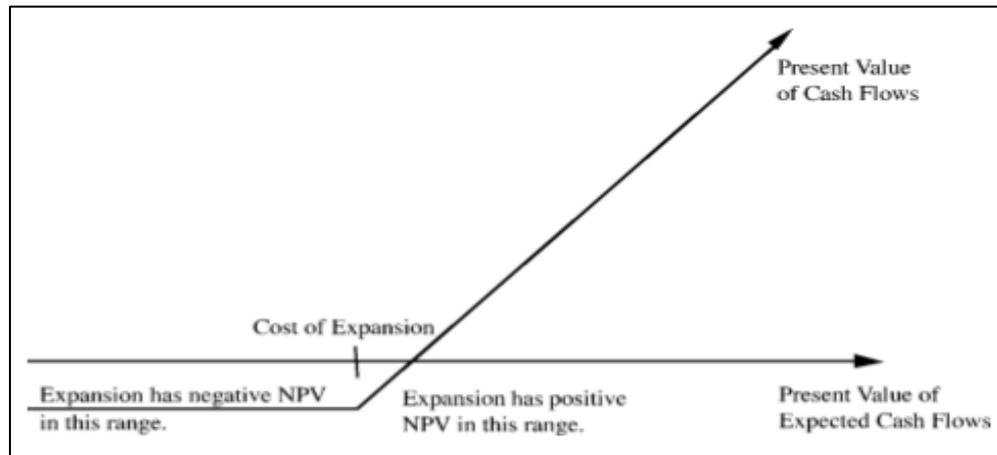 Present Value
of Cash Flows
Cost of Expansion
Expansion has negative NPV
in this range.
Expansion has positive
NPV in this range.
Present Value of
Expected Cash Flows